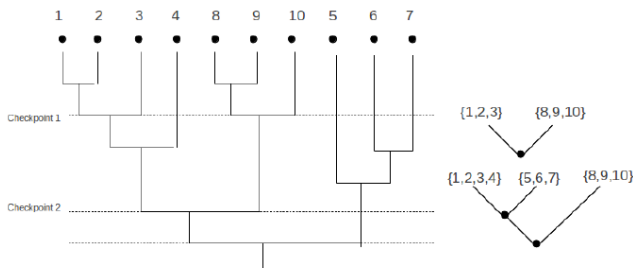 1 2 3 4 8 9 10 5 6 7
Checkpoint 1
{1,2,3} {8,9,10}
{1,2,3,4} {5,6,7} {8,9,10}
Checkpoint 2